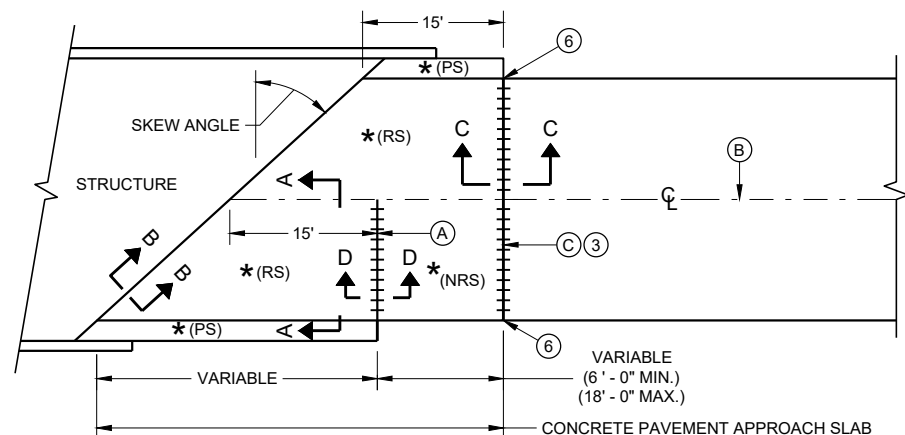 15'
6
*(PS)
SKEW ANGLE
*(RS)
C C
B
STRUCTURE
A
℄
15'
A
B
D D
C 3
*(RS)
*(NRS)
B
*(PS)
A
6
VARIABLE
VARIABLE
(6 ' - 0" MIN.)
(18' - 0" MAX.)
CONCRETE PAVEMENT APPROACH SLAB